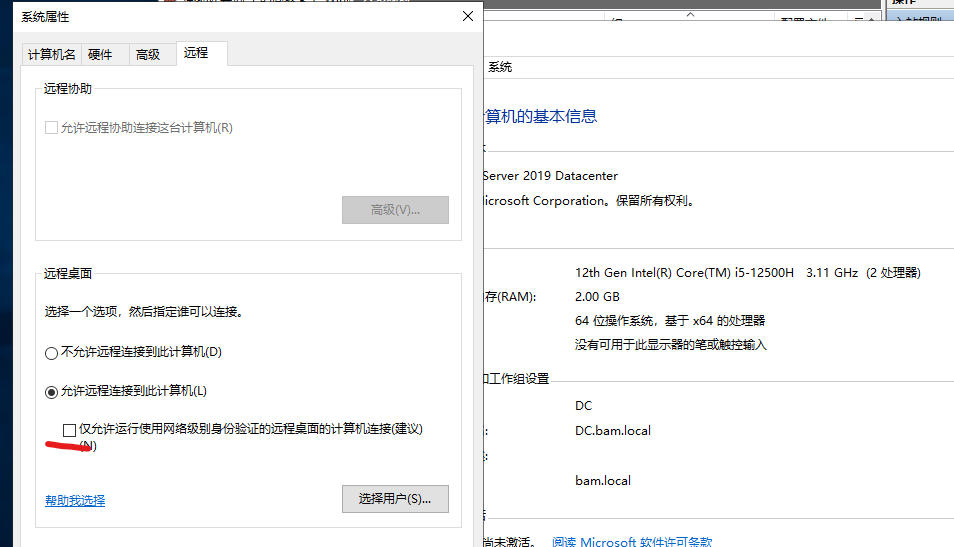 系统属性
计算机名
硬件
高级
远程
远程协助
允许远程协助连接这台计算机(R)
高级(V)...
远程桌面
选择一个选项，然后指定谁可以连接。
不允许远程连接到此计算机(D)
允许远程连接到此计算机(L)
仅允许运行使用网络级别身份验证的远程桌面的计算机连接(建议)
(N)
帮助我选择
选择用户(S)...
系统
算机的基本信息
Server 2019 Datacenter
icrosoft Corporation。保留所有权利。
12th Gen Intel(R) Core(TM) i5-12500H 3.11 GHz (2 处理器)
存(RAM):
2.00 GB
64 位操作系统，基于 x64 的处理器
没有可用于此显示器的笔或触控输入
和工作组设置
DC
DC.bam.local
bam.local
尚未激活。 阅读 Microsoft 软件许可条款